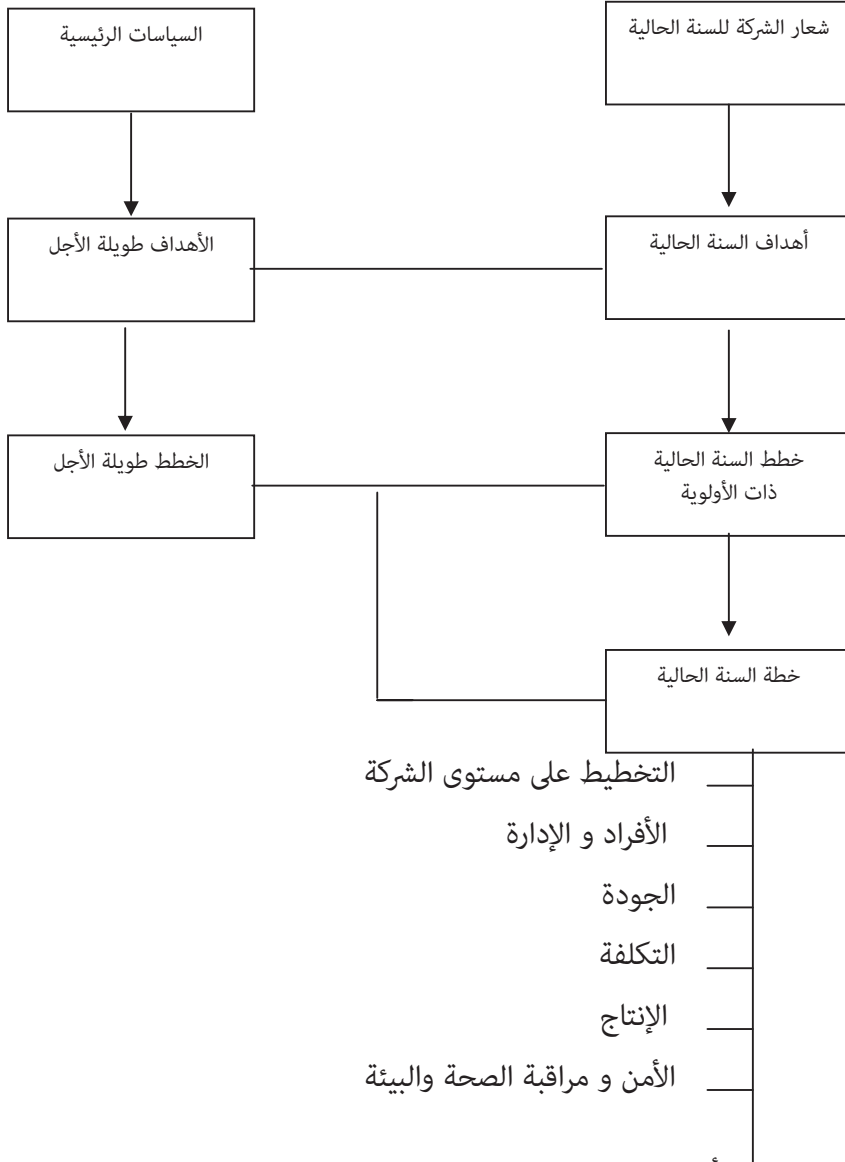 شعار الشركة للسنة الحالية
السياسات الرئيسية
أهداف السنة الحالية
الأهداف طويلة الأجل
خطط السنة الحالية
ذات الأولوية
الخطط طويلة الأجل
خطة السنة الحالية
التخطيط على مستوى الشركة
الأفراد و الإدارة
الجودة
التكلفة
الإنتاج
الأمن و مراقبة الصحة والبيئة